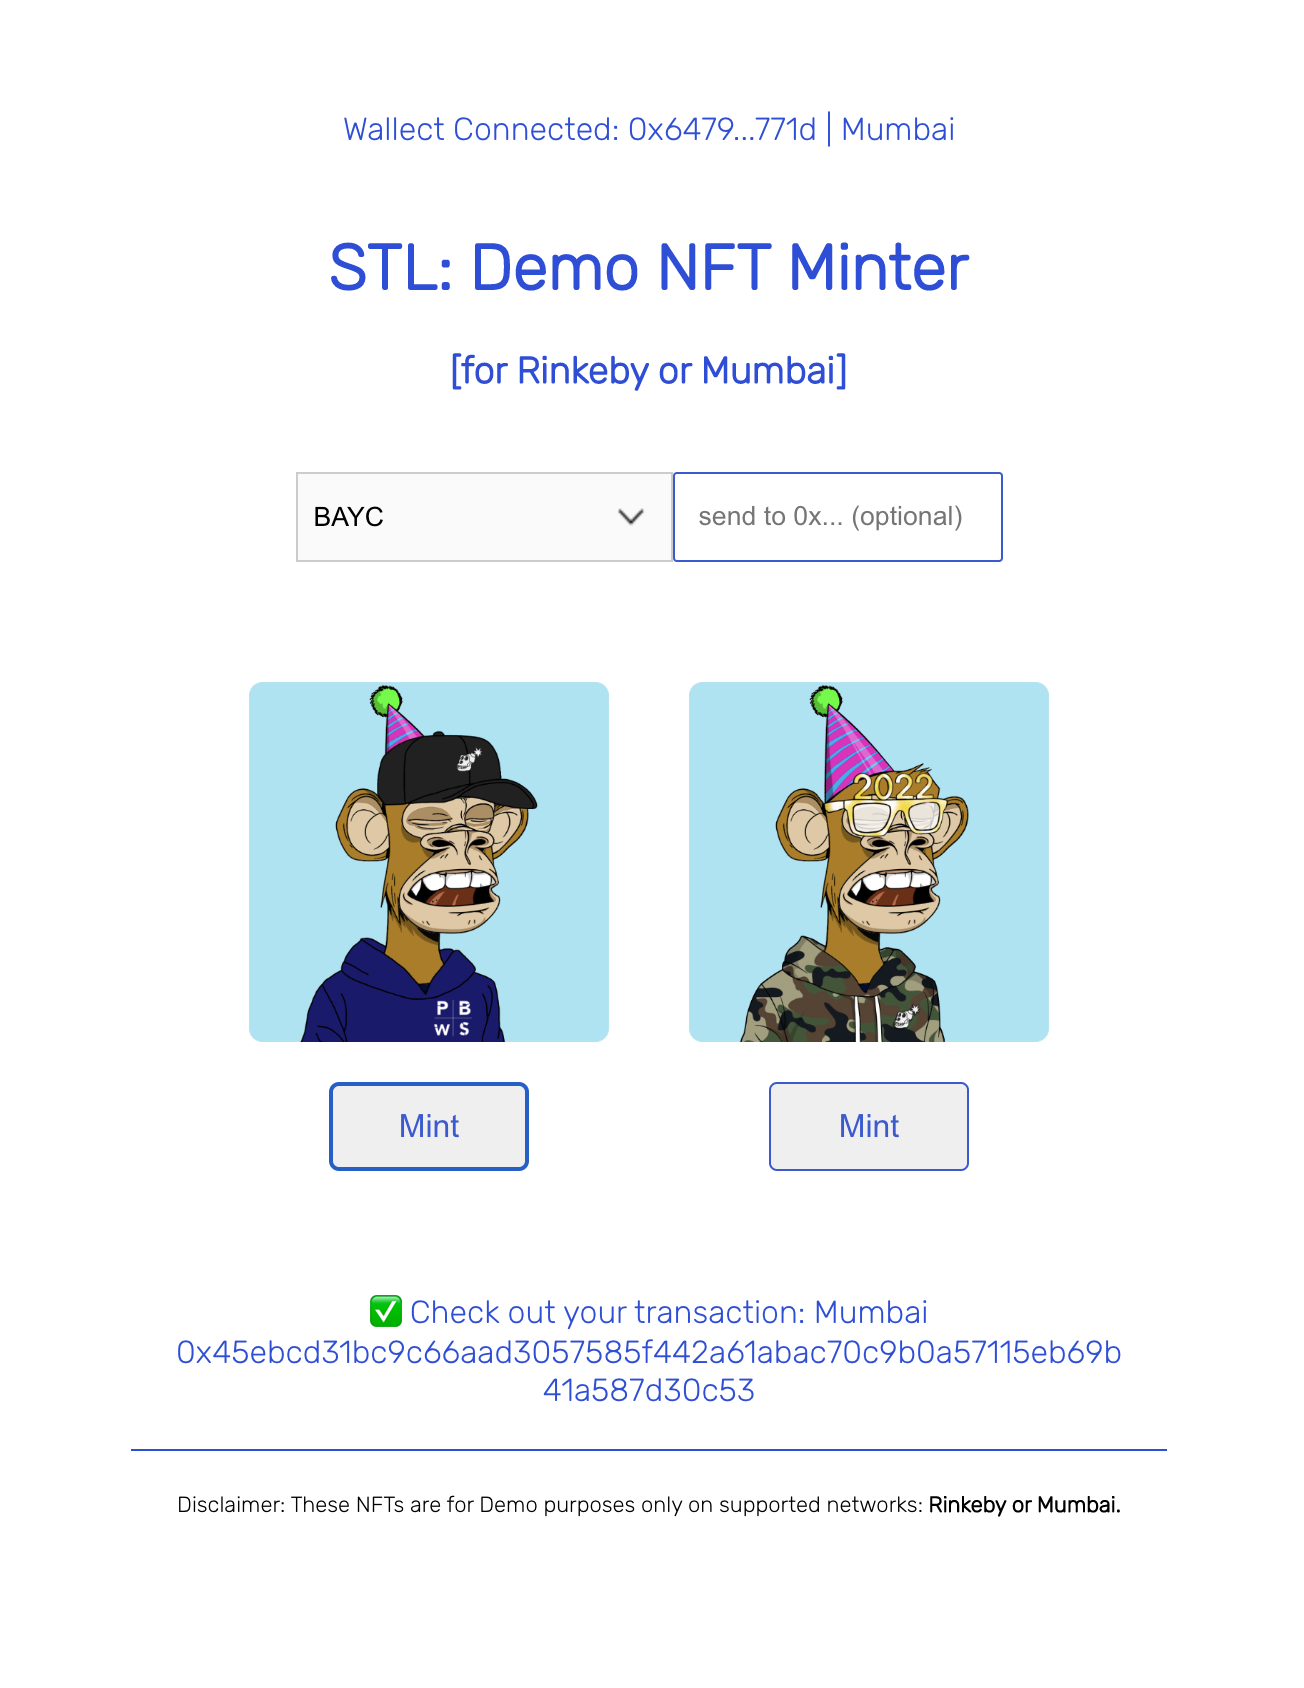 Wallect Connected: 0x6479...771d | Mumbai
STL: Demo NFT Minter
[for Rinkeby or Mumbai]
BAYC
send to 0x... (optional)
2022
P B
W S
Mint
Mint
✅ Check out your transaction: Mumbai
0x45ebcd31bc9c66aad3057585f442a61abac70c9b0a57115eb69b
41a587d30c53
Disclaimer: These NFTs are for Demo purposes only on supported networks: Rinkeby or Mumbai.